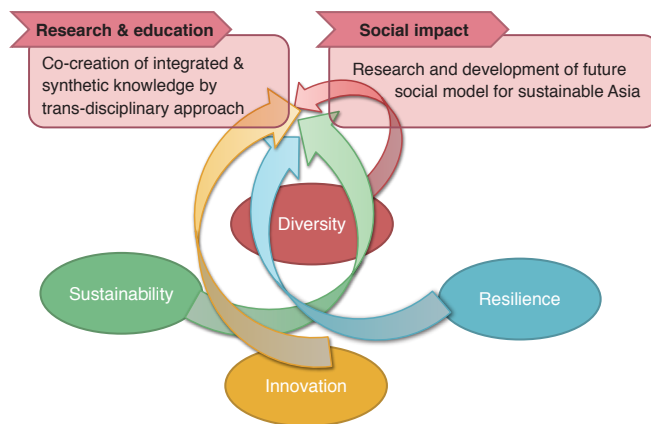 Research & education
Co-creation of integrated &
synthetic knowledge by
trans-disciplinary approach
Social impact
Research and development of future
social model for sustainable Asia
Diversity
Sustainability
Resilience
Innovation